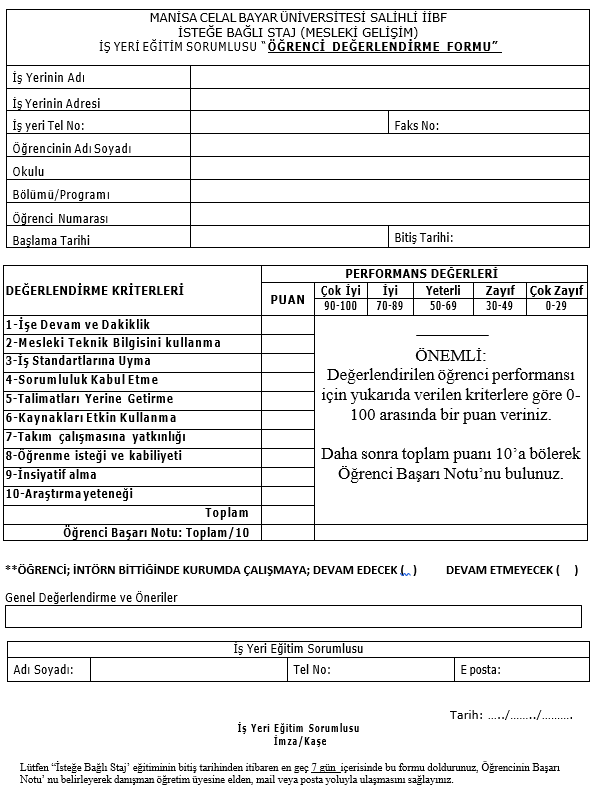 MANİSA CELAL BAYAR ÜNİVERSİTESİ SALİHLİ İİBF
İSTEĞE BAĞLI STAJ (MESLEKİ GELİŞİM)
İŞ YERİ EĞİTİM SORUMLUSU “ÖĞRENCİ DEĞERLENDİRME FORMU”
İş Yerinin Adı
İş Yerinin Adresi
İş yeri Tel No: Faks No:
Öğrencinin Adı Soyadı
Okulu
Bölümü/Programı
Öğrenci Numarası
Başlama Tarihi Bitiş Tarihi:
DEĞERLENDİRME KRİTERLERİ PUAN PERFORMANS DEĞERLERİ
Çok İyi İyi Yeterli Zayıf Çok Zayıf
90-100 70-89 50-69 30-49 0-29
1-İşe Devam ve Dakiklik
2-Mesleki Teknik Bilgisini kullanma
3-İş Standartlarına Uyma
4-Sorumluluk Kabul Etme
5-Talimatları Yerine Getirme
6-Kaynakları Etkin Kullanma
7-Takım çalışmasına yatkınlığı
8-Öğrenme isteği ve kabiliyeti
9-İnsiyatif alma
10-Araştırma yeteneği
Toplam
ÖNEMLİ:
Değerlendirilen öğrenci performansı
için yukarıda verilen kriterlere göre 0-
100 arasında bir puan veriniz.
Daha sonra toplam puanı 10’a bölerek
Öğrenci Başarı Notu’nu bulunuz.
Öğrenci Başarı Notu: Toplam/10
**ÖĞRENCİ; İNTÖRN BİTTİĞİNDE KURUMDA ÇALIŞMAYA; DEVAM EDECEK ( ) DEVAM ETMEYECEK ( )
Genel Değerlendirme ve Öneriler
İş Yeri Eğitim Sorumlusu
Adı Soyadı: Tel No: E posta:
Tarih: …../……../……….
İş Yeri Eğitim Sorumlusu
İmza/Kaşe
Lütfen “İsteğe Bağlı Staj’ eğitiminin bitiş tarihinden itibaren en geç 7 gün içerisinde bu formu doldurunuz, Öğrencinin Başarı
Notu’ nu belirleyerek danışman öğretim üyesine elden, mail veya posta yoluyla ulaşmasını sağlayınız.